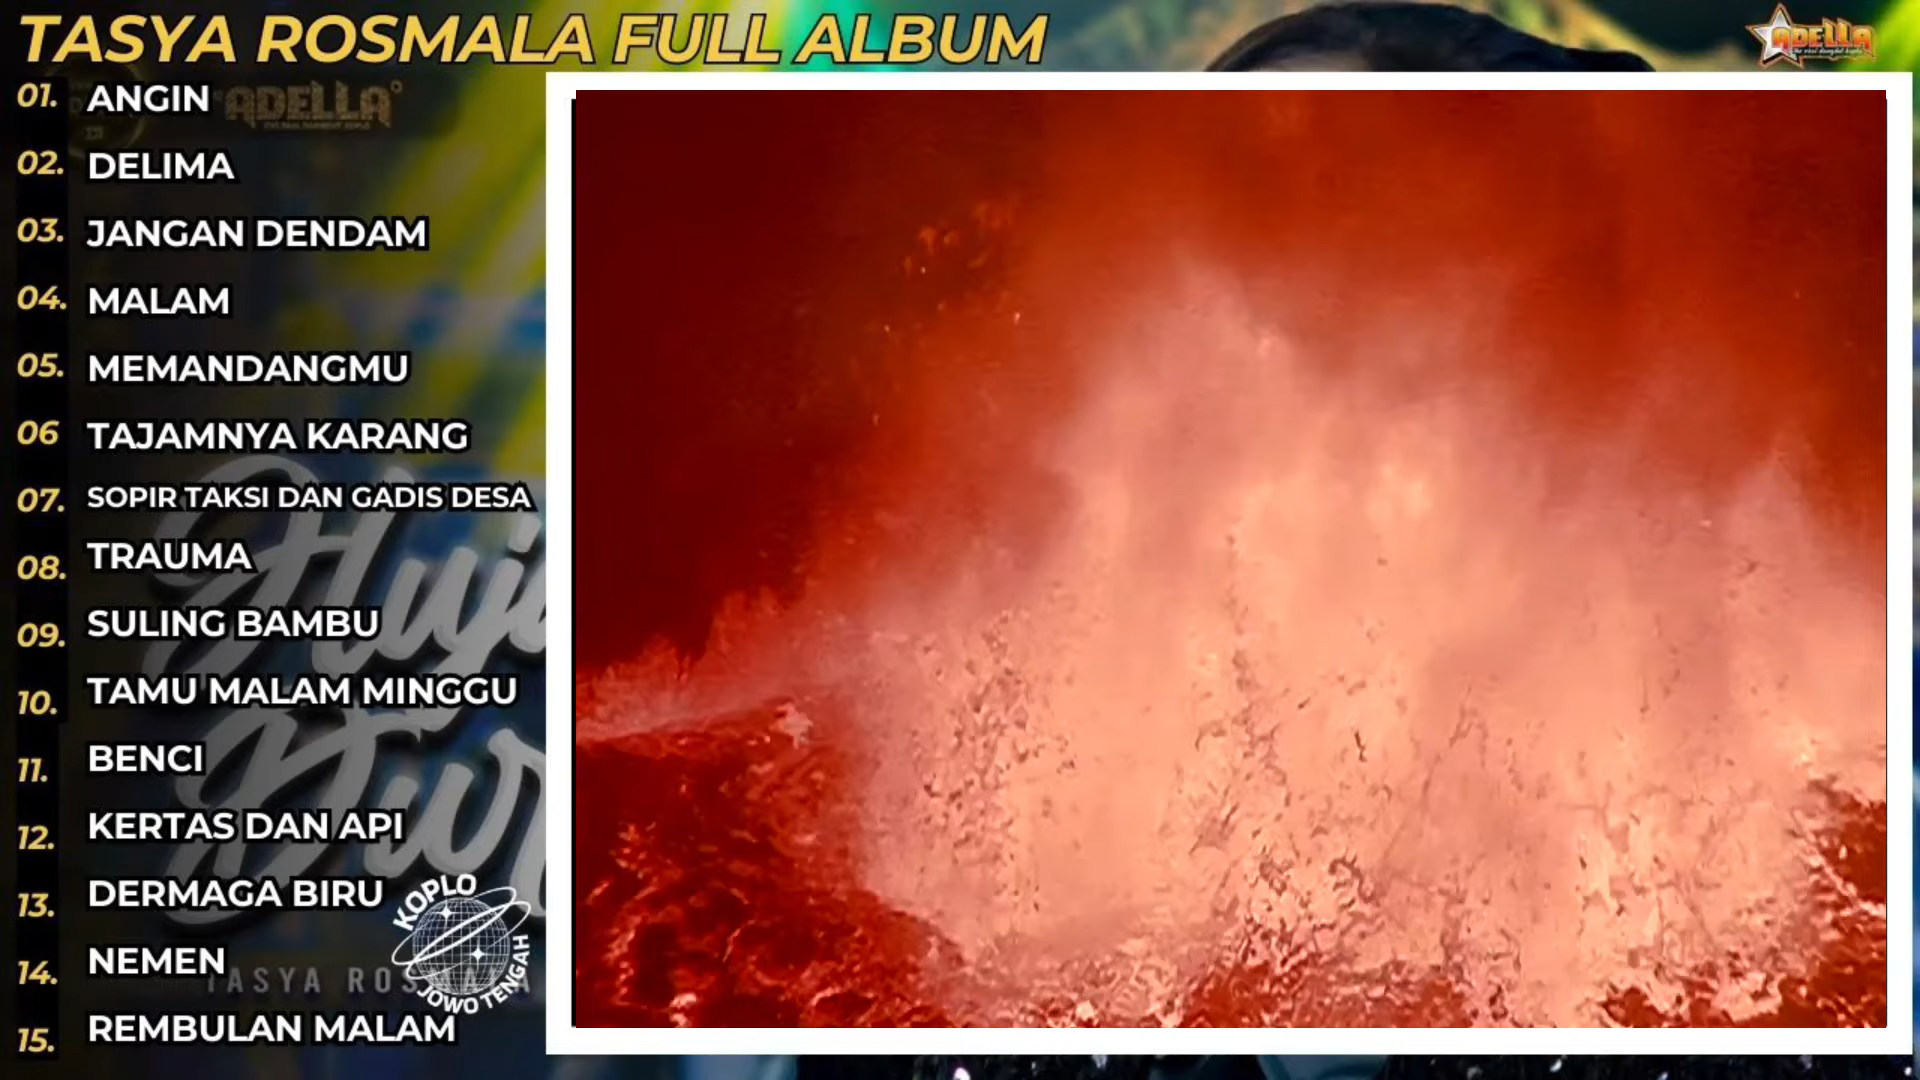 TASYA ROSMALA FULL ALBUM
ADELLA
01. ANGIN
ADELLA
02. DELIMA
03. JANGAN DENDAM
04. MALAM
05. MEMANDANGMU
06 TAJAMNYA KARANG
07. SOPIR TAKSI DAN GADIS DESA
08. TRAUMA
09. SULING BAMBU
10. TAMU MALAM MINGGU
11. BENCI
12. KERTAS DAN API
13. DERMAGA BIRU
KOPLO
JOWO TENGAH
14. NEMEN
TASYA
15. REMBULAN MALAM